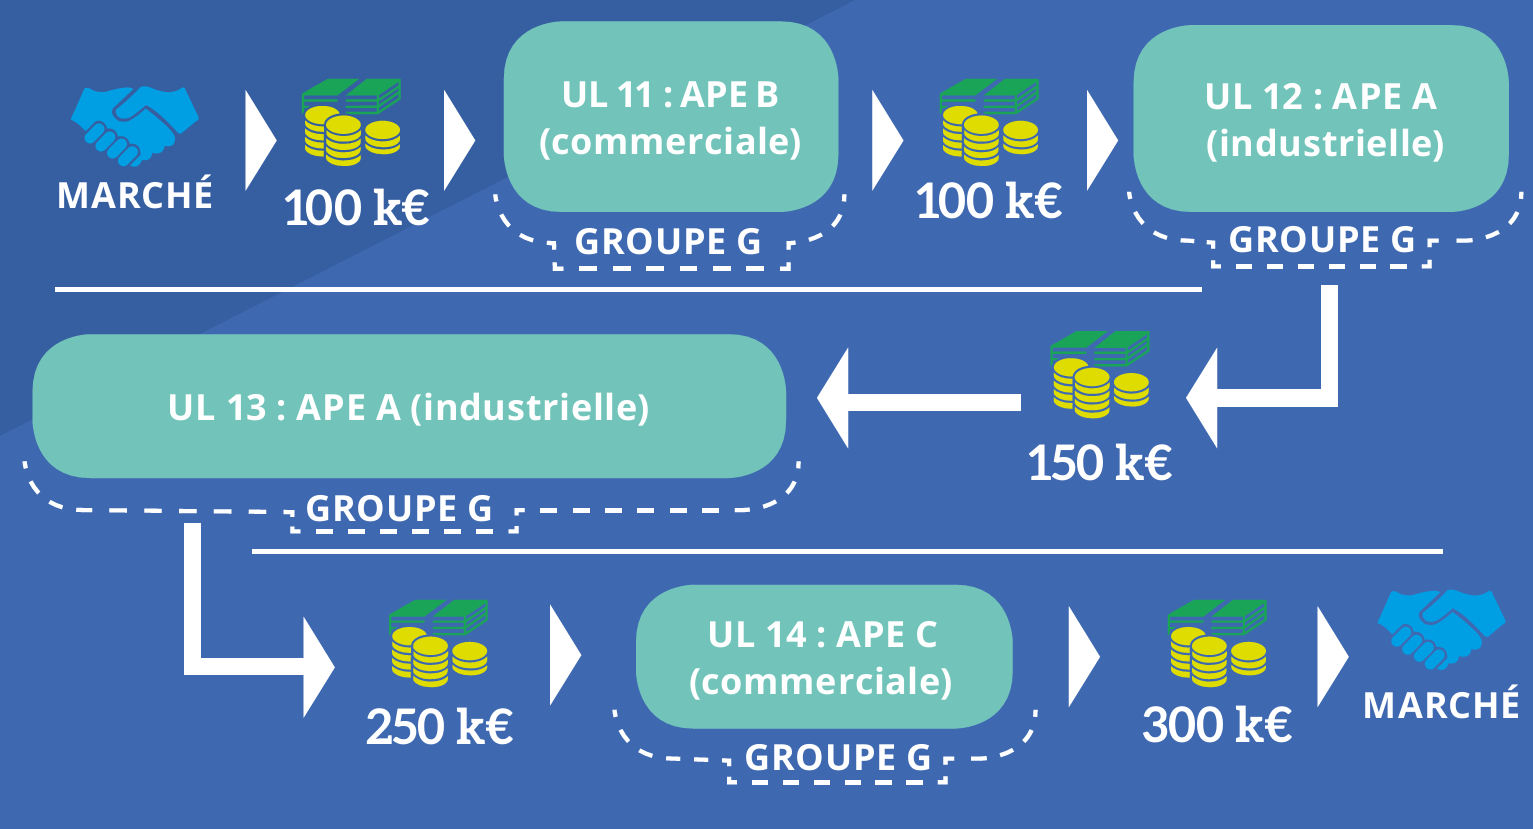 MARCHÉ
100 k€
UL 11 : APE B
(commerciale)
GROUPE G
100 k€
UL 12 : APE A
(industrielle)
GROUPE G
150 k€
UL 13 : APE A (industrielle)
GROUPE G
250 k€
UL 14 : APE C
(commerciale)
GROUPE G
300 k€
MARCHÉ